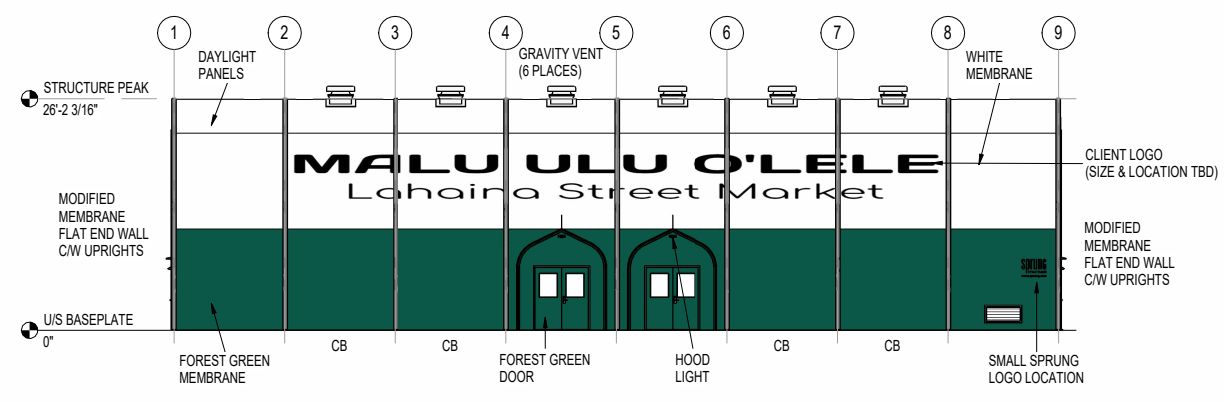 1 2 3 4 5 6 7 8 9
DAYLIGHT
PANELS
GRAVITY VENT
(6 PLACES)
WHITE
MEMBRANE
STRUCTURE PEAK
26'-2 3/16"
MALU ULU O'LELE
Lahaina Street Market
CLIENT LOGO
(SIZE & LOCATION TBD)
MODIFIED
MEMBRANE
FLAT END WALL
C/W UPRIGHTS
MODIFIED
MEMBRANE
FLAT END WALL
C/W UPRIGHTS
sprung
U/S BASEPLATE
0"
CB CB CB CB
FOREST GREEN
MEMBRANE
FOREST GREEN
DOOR
HOOD
LIGHT
SMALL SPRUNG
LOGO LOCATION